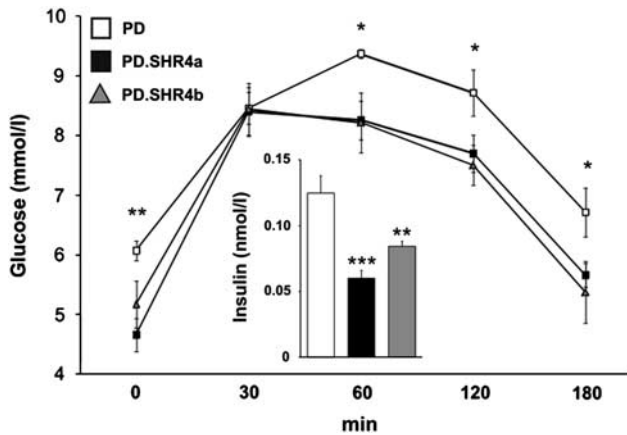 PD
PD.SHR4a
PD.SHR4b
Glucose (mmol/l)
10
9
8
7
6
5
4
**
*
*
*
Insulin (nmol/l)
0.15
0.10
0.05
0
***
**
0 30 60 120 180
min